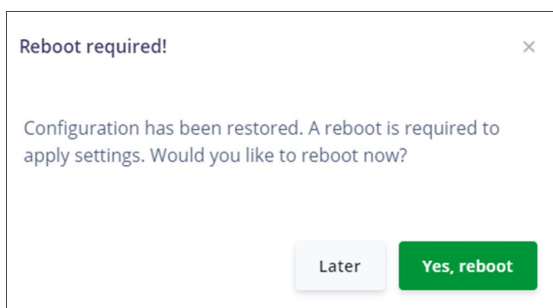 Reboot required!
Configuration has been restored. A reboot is required to
apply settings. Would you like to reboot now?
Later
Yes, reboot